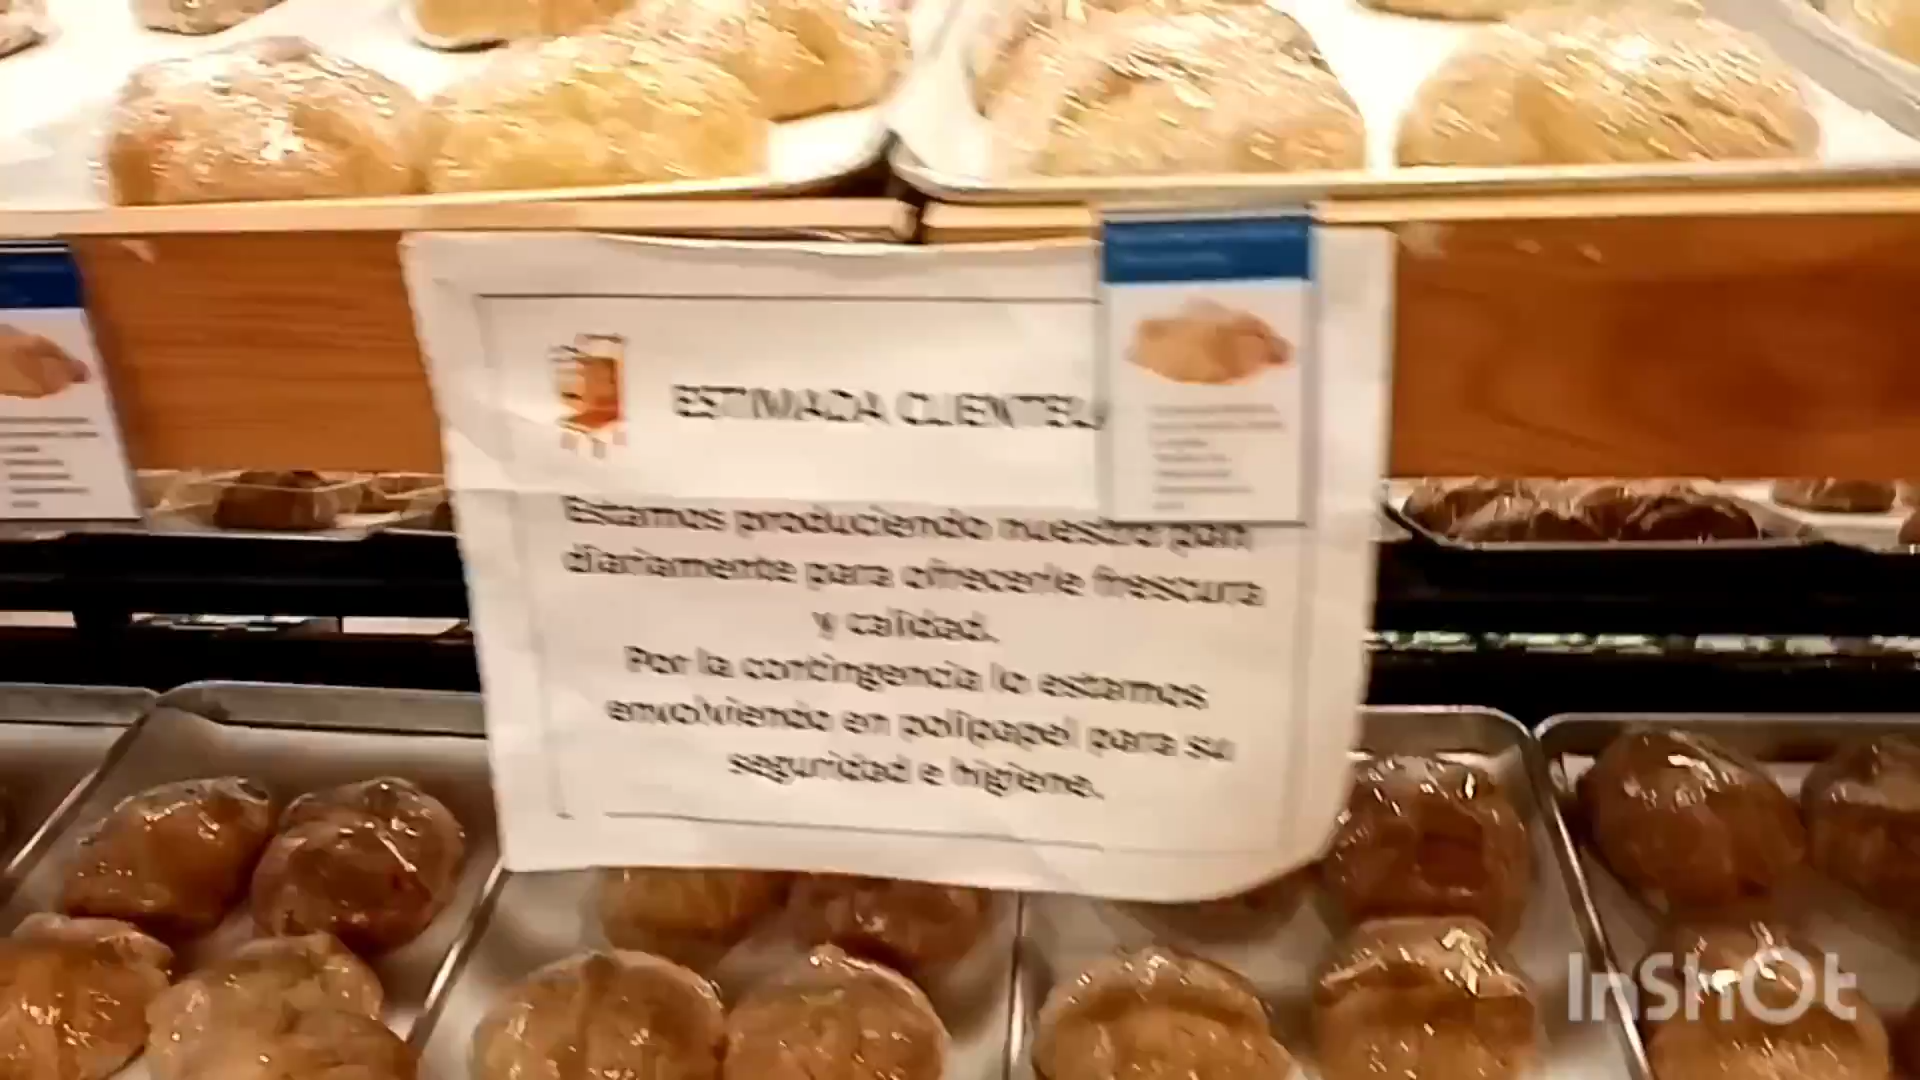 ESTIMADA CLIENTEL
Estamos produciendo nuestro pan
diariamente para ofrecerle frescura
y calidad.
Por la contingencia lo estamos
envolviendo en polipapel para su
seguridad e higiene.
InShOt